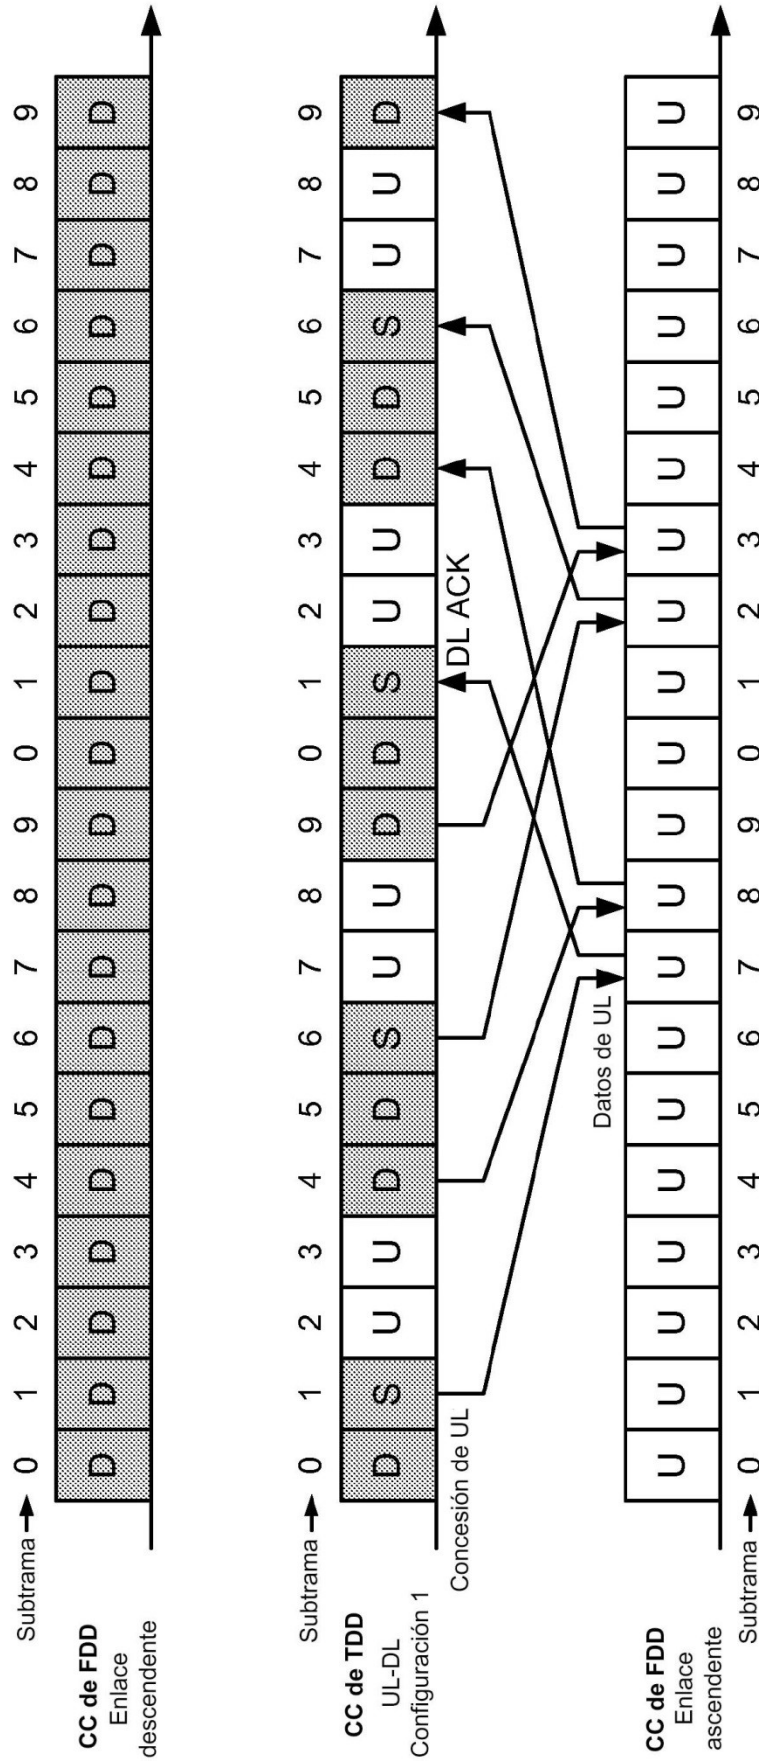 Subtrama → 0 1 2 3 4 5 6 7 8 9 0 1 2 3 4 5 6 7 8 9
CC de FDD
Enlace
descendente
D D D D D D D D D D D D D D D D D D D D
Subtrama → 0 1 2 3 4 5 6 7 8 9 0 1 2 3 4 5 6 7 8 9
CC de TDD
UL-DL
Configuración 1
D S U U D D S U U D D S U U D D S U U D
Concesión de UL
DL ACK
Datos de UL
CC de FDD
Enlace
ascendente
U U U U U U U U U U U U U U U U U U U U
Subtrama → 0 1 2 3 4 5 6 7 8 9 0 1 2 3 4 5 6 7 8 9